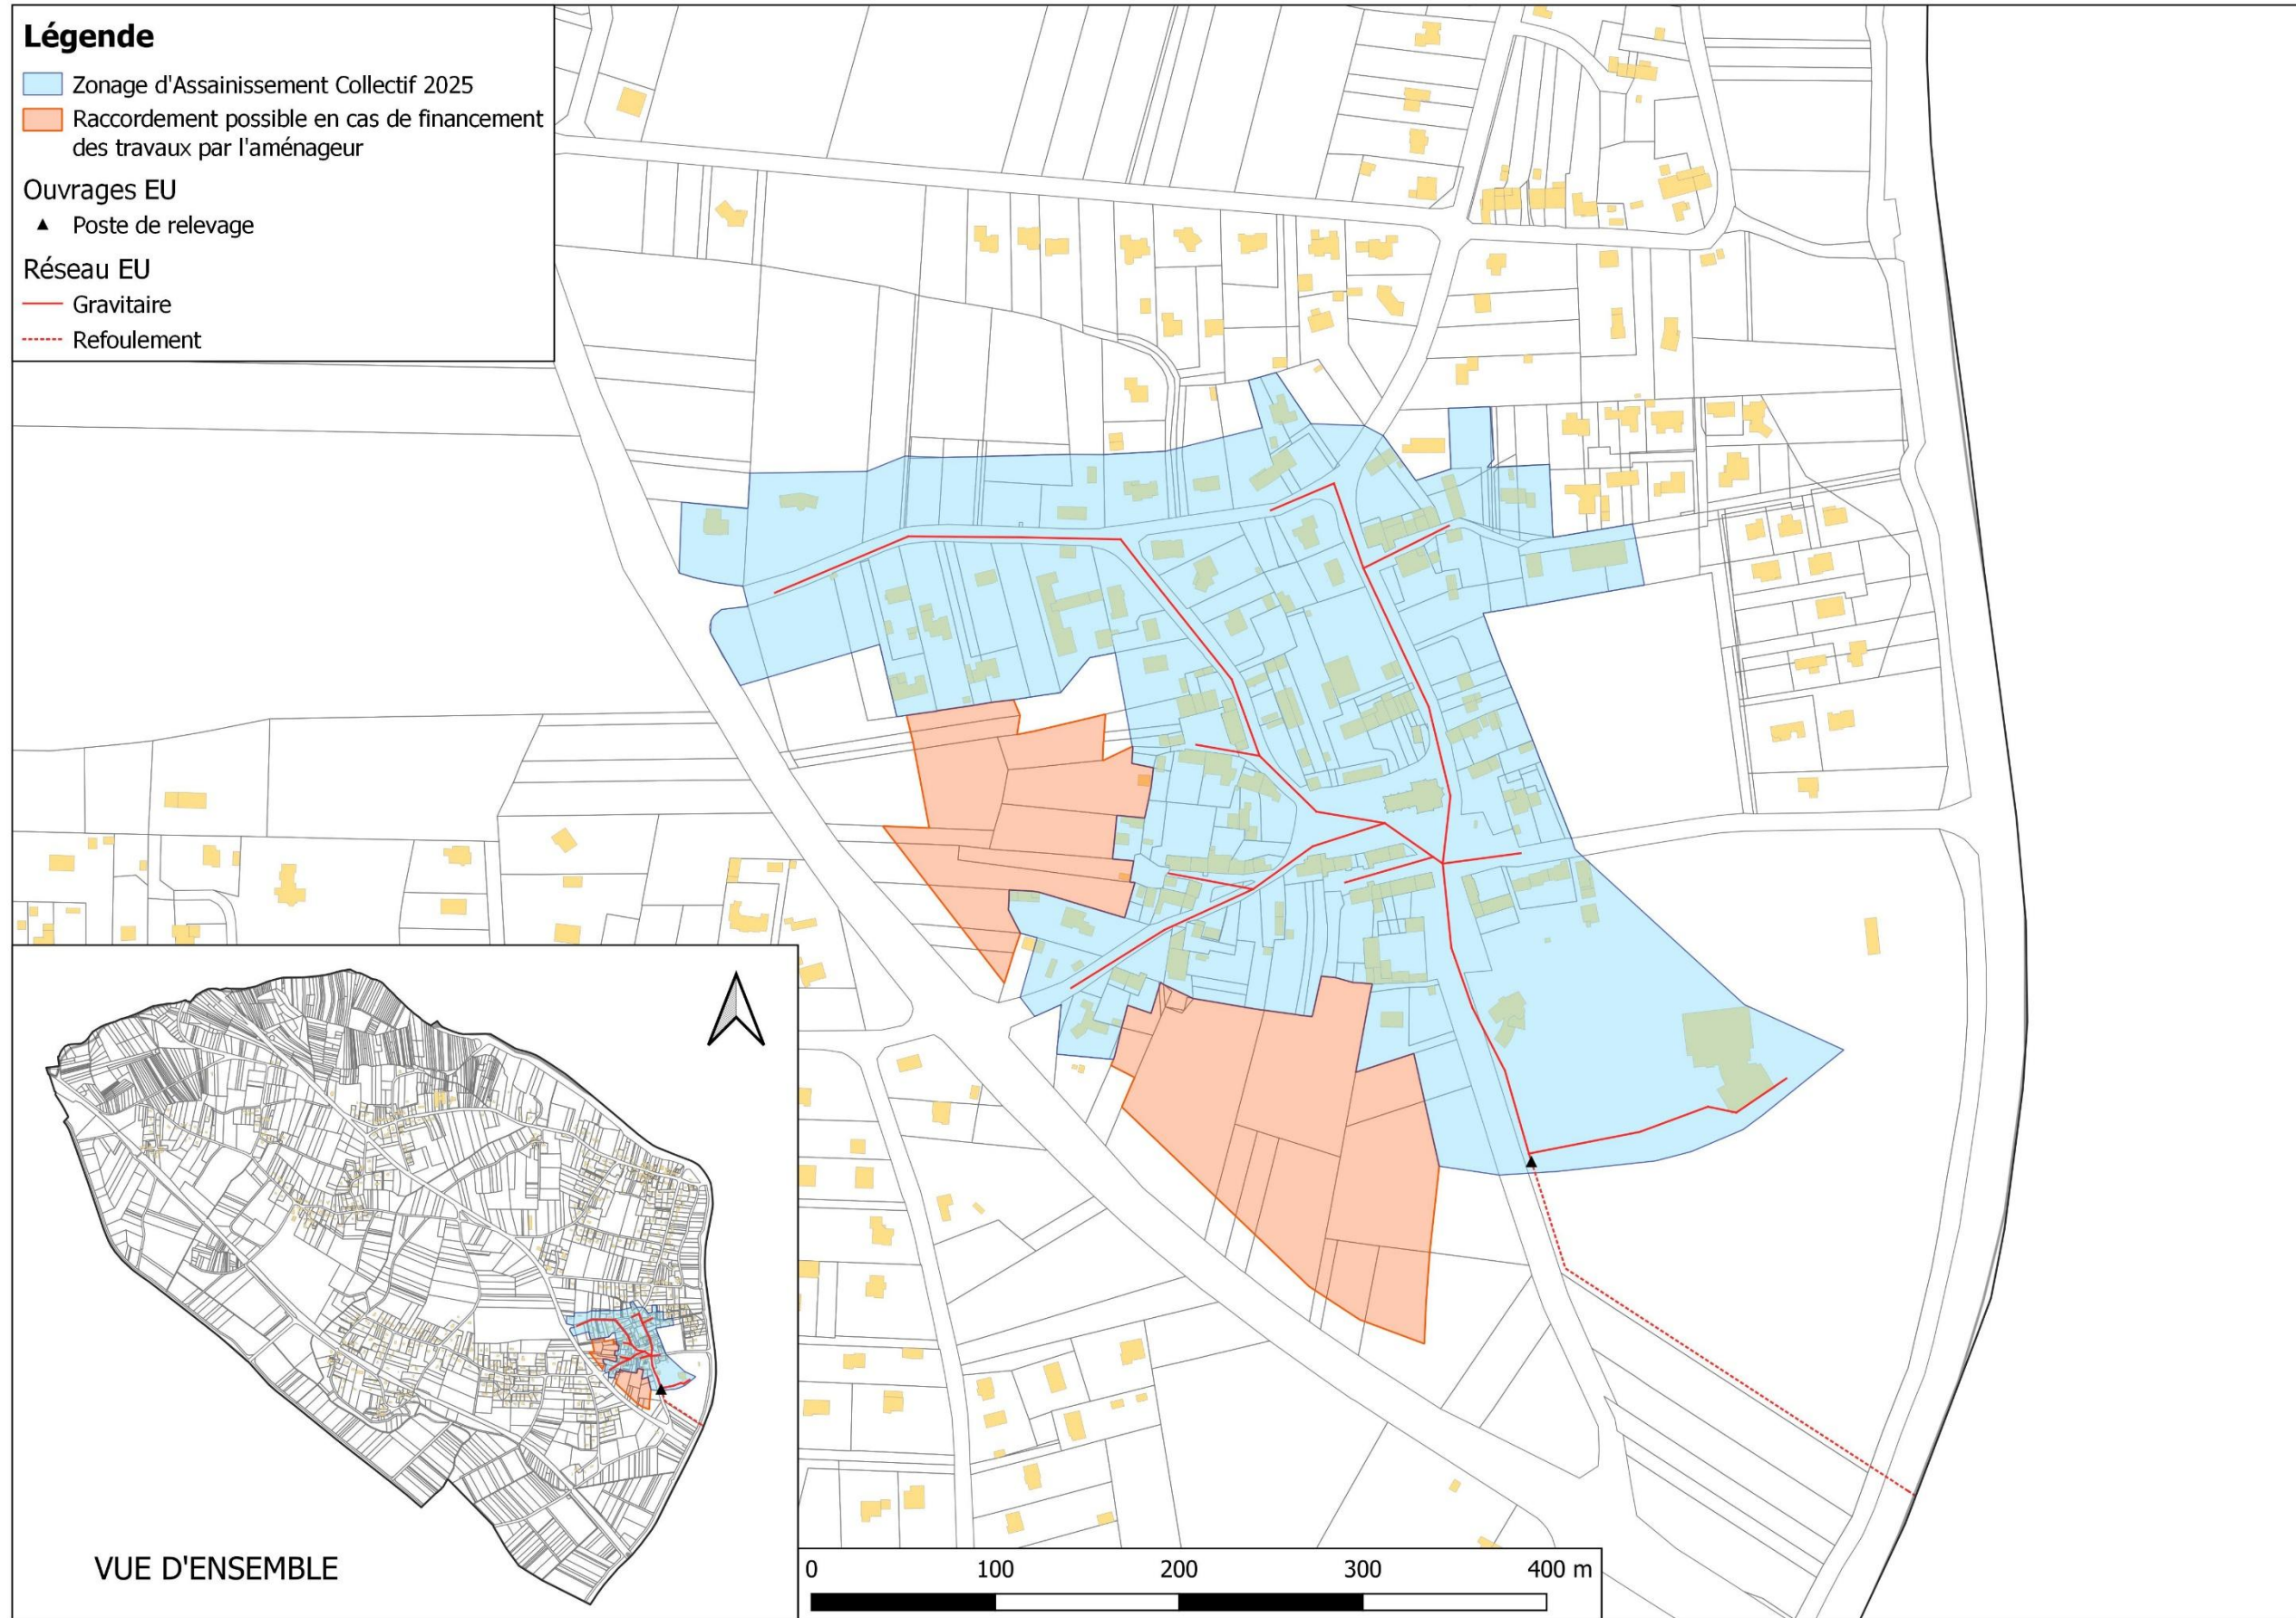 Légende
Zonage d'Assainissement Collectif 2025
Raccordement possible en cas de financement
des travaux par l'aménageur
Ouvrages EU
Poste de relevage
Réseau EU
Gravitaire
Refoulement
VUE D'ENSEMBLE
0 100 200 300 400 m